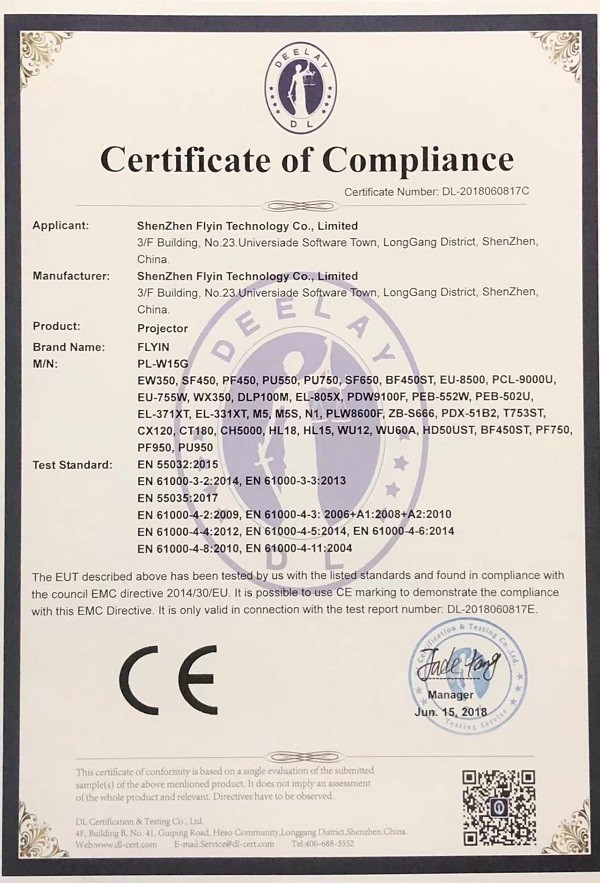 DEELAY
DL
Certificate of Compliance
Certificate Number: DL-2018060817C
Applicant: ShenZhen Flyin Technology Co., Limited
3/F Building, No.23.Universiade Software Town, LongGang District, ShenZhen,
China.
Manufacturer: ShenZhen Flyin Technology Co., Limited
3/F Building, No.23.Universiade Software Town, LongGang District, ShenZhen,
China.
Product: Projector
Brand Name: FLYIN
M/N: PL-W15G
EW350, SF450, PF450, PU550, PU750, SF650, BF450ST, EU-8500, PCL-9000U,
EU-755W, WX350, DLP100M, EL-805X, PDW9100F, PEB-552W, PEB-502U,
EL-371XT, EL-331XT, M5, M5S, N1, PLW8600F, ZB-S666, PDX-51B2, T753ST,
CX120, CT180, CH5000, HL18, HL15, WU12, WU60A, HD50UST, BF450ST, PF750,
PF950, PU950
Test Standard: EN 55032:2015
EN 61000-3-2:2014, EN 61000-3-3:2013
EN 55035:2017
EN 61000-4-2:2009, EN 61000-4-3: 2006+A1:2008+A2:2010
EN 61000-4-4:2012, EN 61000-4-5:2014, EN 61000-4-6:2014
EN 61000-4-8:2010, EN 61000-4-11:2004
DEELAY
DL
The EUT described above has been tested by us with the listed standards and found in compliance with
the council EMC directive 2014/30/EU. It is possible to use CE marking to demonstrate the compliance
with this EMC Directive. It is only valid in connection with the test report number: DL-2018060817E.
CE
Certification & Testing Co., Ltd.
Jade Yang
Manager
Jun. 15, 2018
Testing Service
This certificate of conformity is based on a single evaluation of the submitted
sample(s) of the above mentioned product. It does not imply an assessment
of the whole product and relevant. Directives have to be observed.
DL Certification & Testing Co., Ltd.
4F, Building B, No. 41, Guiping Road, Heao Community,Longgang District,Shenzhen,China.
Web:www.dl-cert.com E-mail:Service@dl-cert.com Tel:400-688-3552